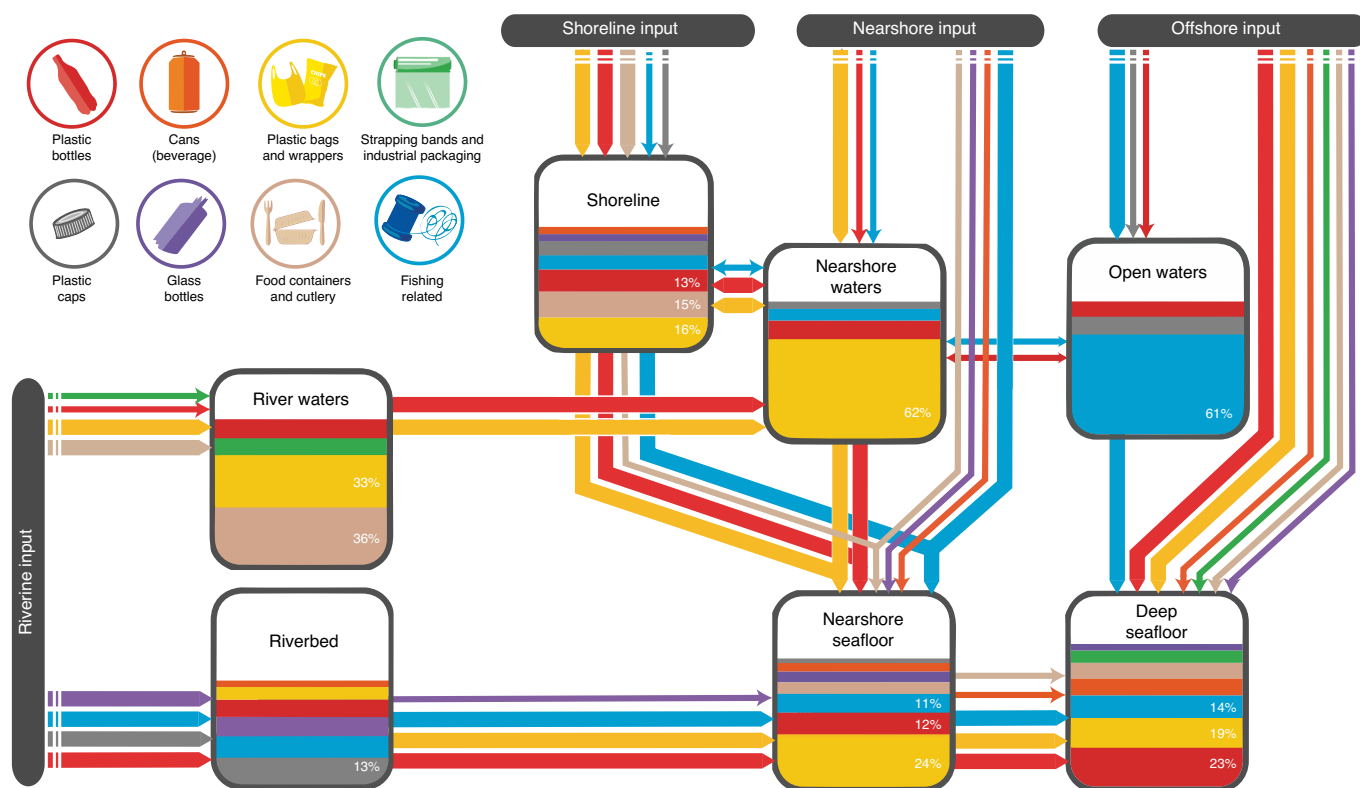 Shoreline input
Nearshore input
Offshore input
CHIPS
Plastic
bottles
Cans
(beverage)
Plastic bags
and wrappers
Strapping bands and
industrial packaging
Plastic
caps
Glass
bottles
Food containers
and cutlery
Fishing
related
Shoreline
13%
15%
16%
Nearshore
waters
62%
Open waters
61%
Riverine input
River waters
33%
36%
Riverbed
13%
Nearshore
seafloor
11%
12%
24%
Deep
seafloor
14%
19%
23%